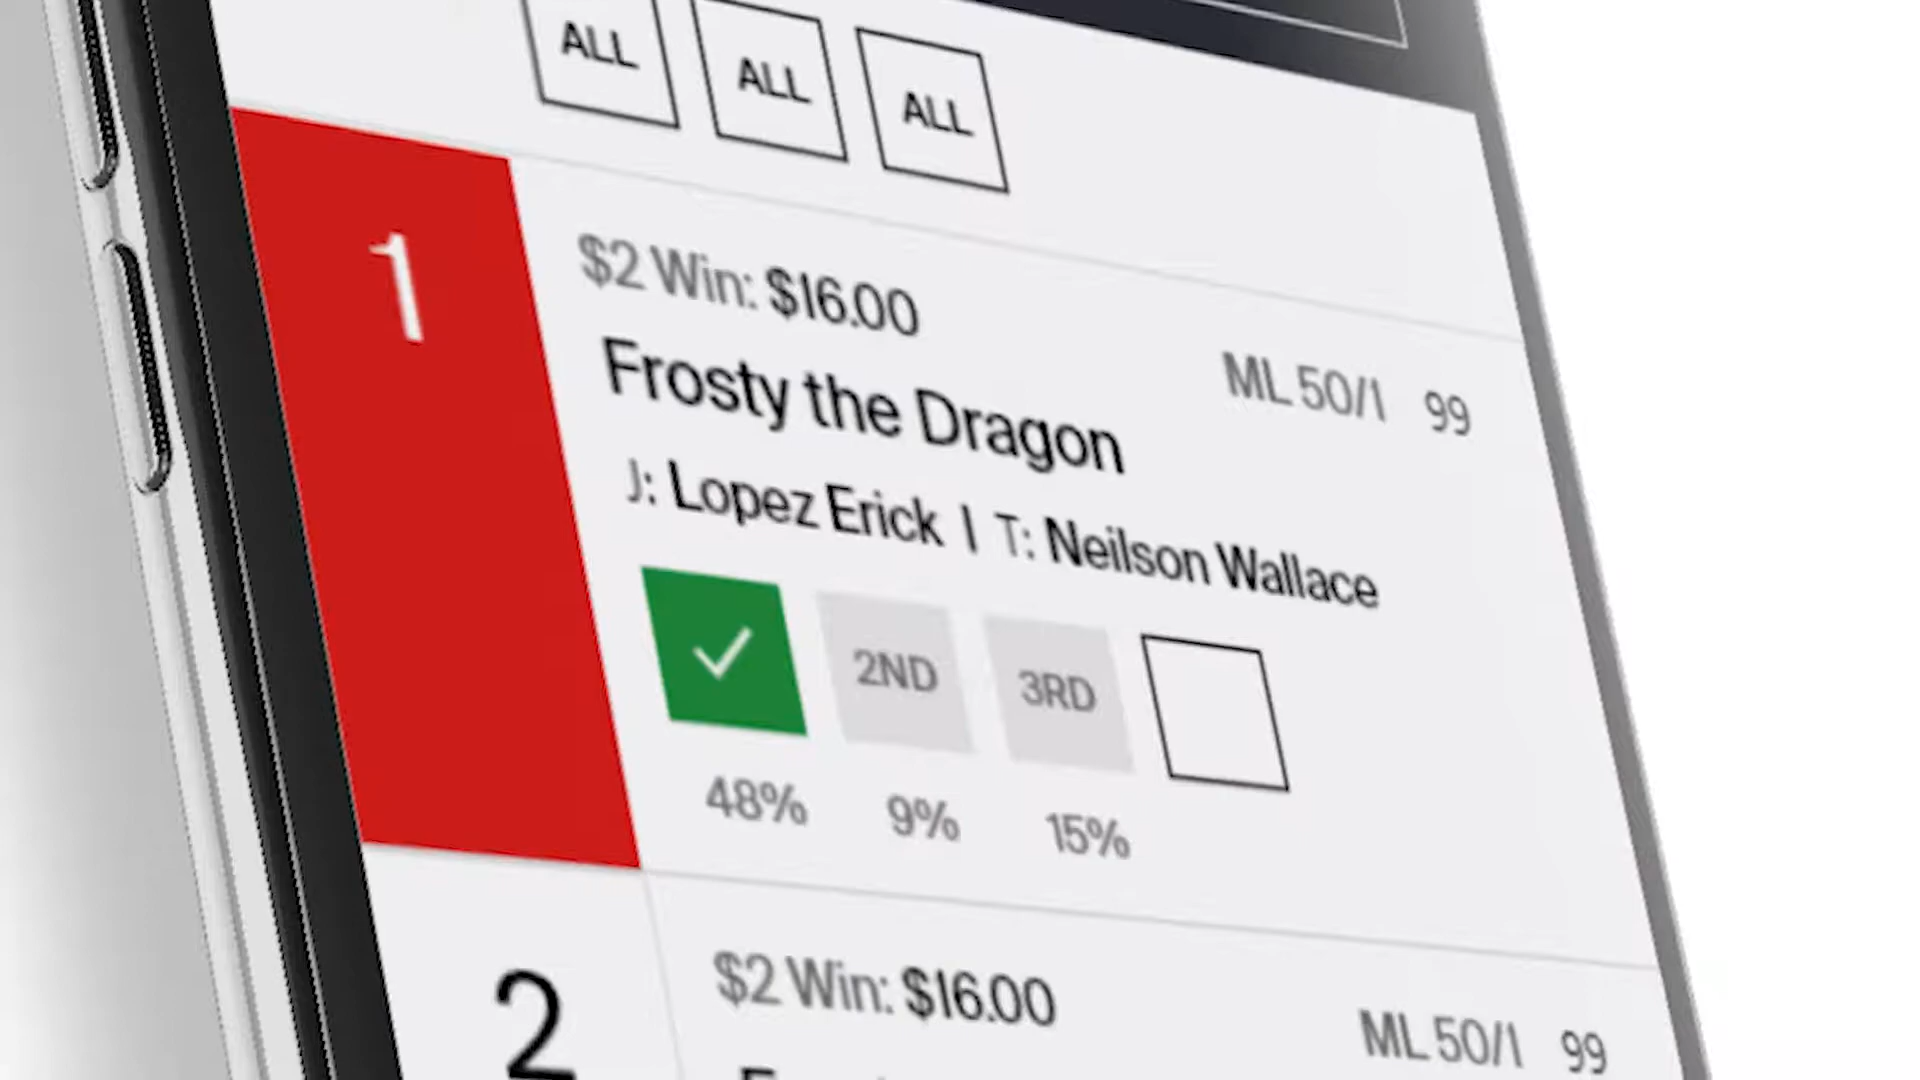 ALL ALL ALL
1
$2 Win: $16.00
ML 50/1 99
Frosty the Dragon
J: Lopez Erick | T: Neilson Wallace
2ND 3RD
48% 9% 15%
2
$2 Win: $16.00
ML 50/1 99